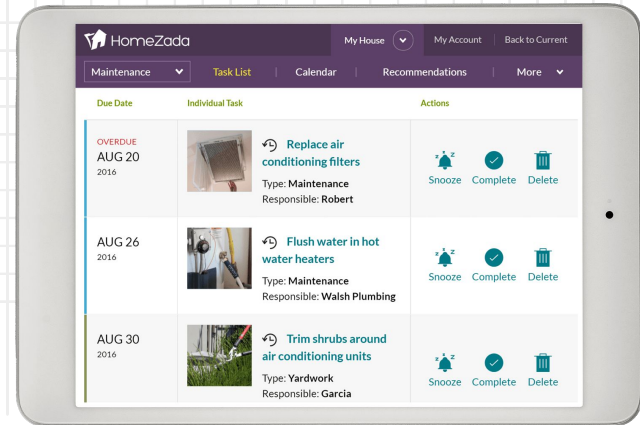 HomeZada
My House
My Account
Back to Current
Maintenance
Task List
Calendar
Recommendations
More
Due Date
Individual Task
Actions
OVERDUE
AUG 20
2016
Replace air
conditioning filters
Type: Maintenance
Responsible: Robert
Snooze
Complete
Delete
AUG 26
2016
Flush water in hot
water heaters
Type: Maintenance
Responsible: Walsh Plumbing
Snooze
Complete
Delete
AUG 30
2016
Trim shrubs around
air conditioning units
Type: Yardwork
Responsible: Garcia
Snooze
Complete
Delete